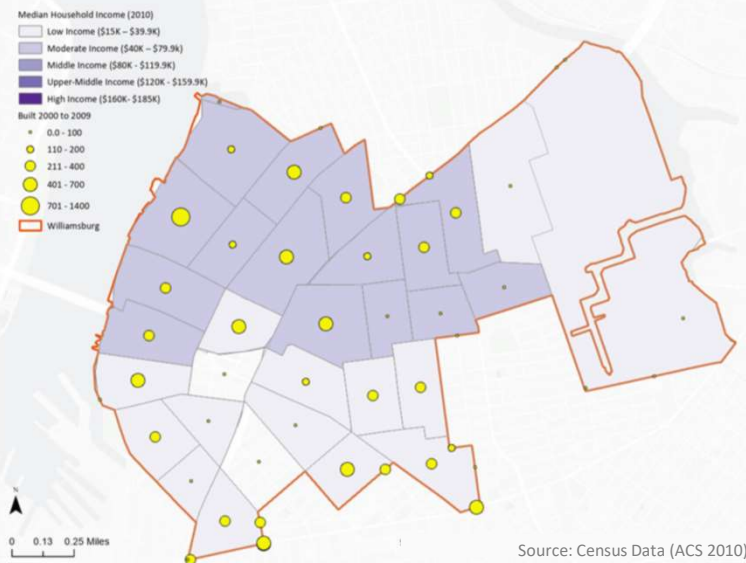 Median Household Income (2010)
Low Income ($15K – $39.9K)
Moderate Income ($40K – $79.9k)
Middle Income ($80K - $119.9K)
Upper-Middle Income ($120K - $159.9K)
High Income ($160K- $185K)
Built 2000 to 2009
0.0 - 100
110 - 200
211 - 400
401 - 700
701 - 1400
Williamsburg
N
0 0.13 0.25 Miles
Source: Census Data (ACS 2010)